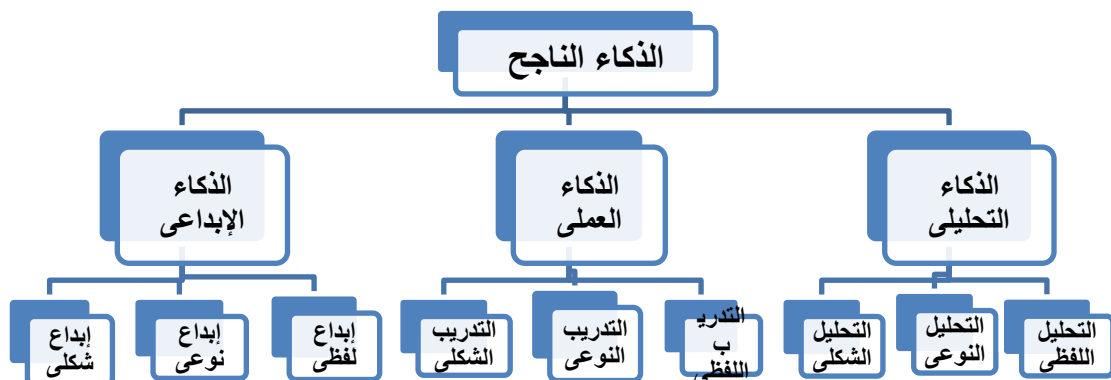 الذكاء الناجح
الذكاء
التحليلى
الذكاء
العملى
الذكاء
الإبداعى
التحليل
اللفظى
التحليل
النوعى
التحليل
الشكلى
التدري
ب
اللفظى
التدريب
النوعى
التدريب
الشكلى
إبداع
لفظى
إبداع
نوعى
إبداع
شكلى